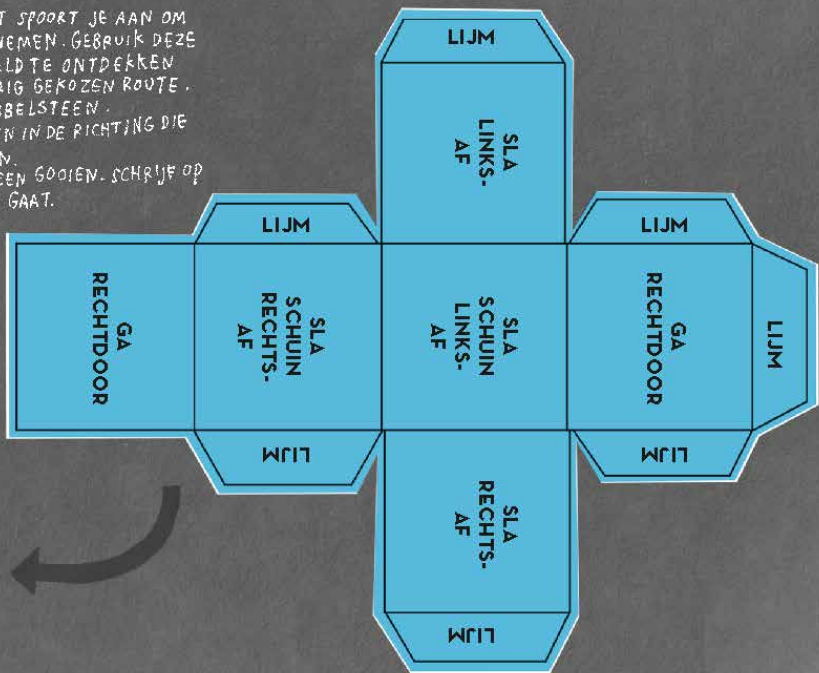 T SPOORT JE AAN OM
NEMEN. GEBRUIK DEZE
LD TE ONTDEKKEN
RIG GEKOZEN ROUTE.
BBELSTEEN.
N IN DE RICHTING DIE
N.
EEN GOOIEN. SCHRIJF OP
GAAT.
LIJM
SLA
LINKS-
AF
LIJM
LIJM
GA
RECHTDOOR
SLA
SCHUIN
RECHTS-
AF
SLA
SCHUIN
LINKS-
AF
GA
RECHTDOOR
LIJM
LIJM
LIJM
SLA
RECHTS-
AF
LIJM